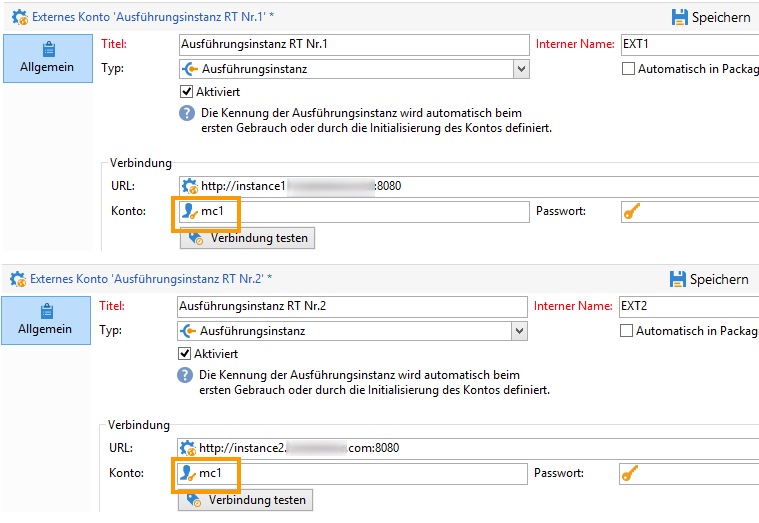 Externes Konto 'Ausführungsinstanz RT Nr.1' *
Speichern
Allgemein
Titel: Ausführungsinstanz RT Nr.1 Interner Name: EXT1
Typ: Ausführungsinstanz Automatisch in Packag
Aktiviert
Die Kennung der Ausführungsinstanz wird automatisch beim
ersten Gebrauch oder durch die Initialisierung des Kontos definiert.
Verbindung
URL: http://instance1 :8080
Konto: mc1 Passwort:
Verbindung testen
Externes Konto 'Ausführungsinstanz RT Nr.2' *
Speichern
Allgemein
Titel: Ausführungsinstanz RT Nr.2 Interner Name: EXT2
Typ: Ausführungsinstanz Automatisch in Packag
Aktiviert
Die Kennung der Ausführungsinstanz wird automatisch beim
ersten Gebrauch oder durch die Initialisierung des Kontos definiert.
Verbindung
URL: http://instance2. .com:8080
Konto: mc1 Passwort:
Verbindung testen